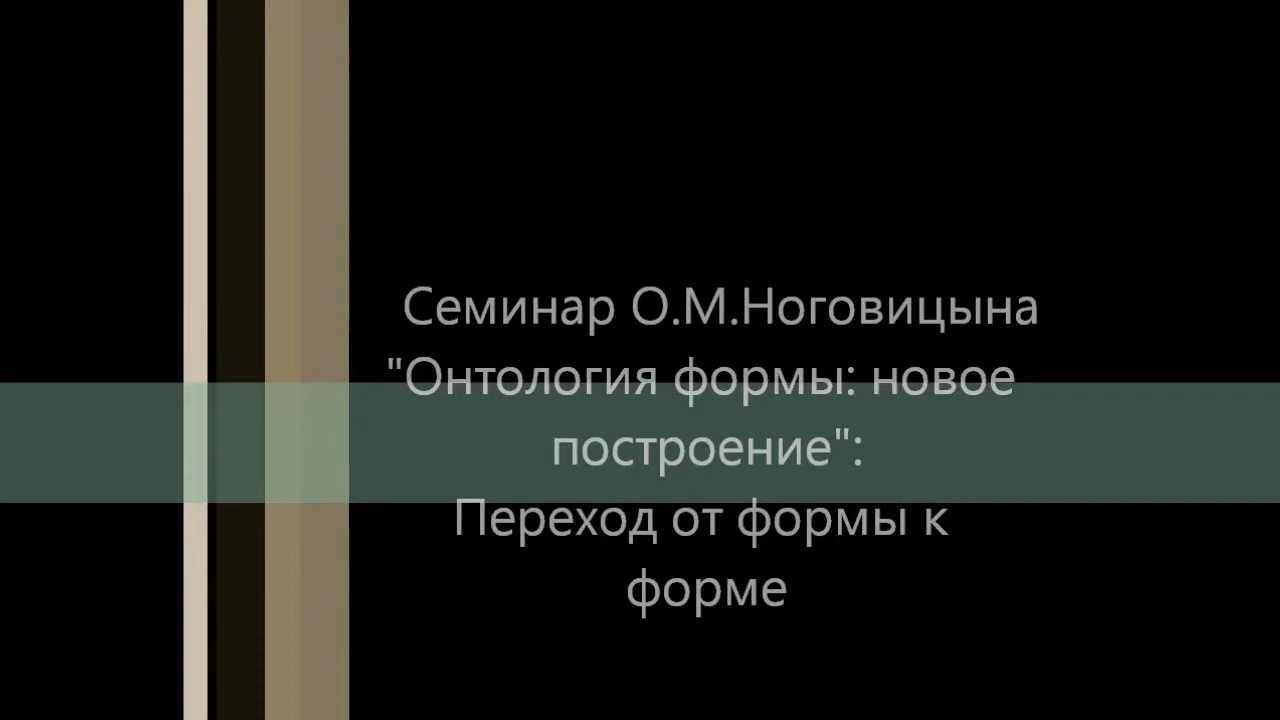 Семинар О.М.Ноговицына
"Онтология формы: новое
построение":
Переход от формы к
форме